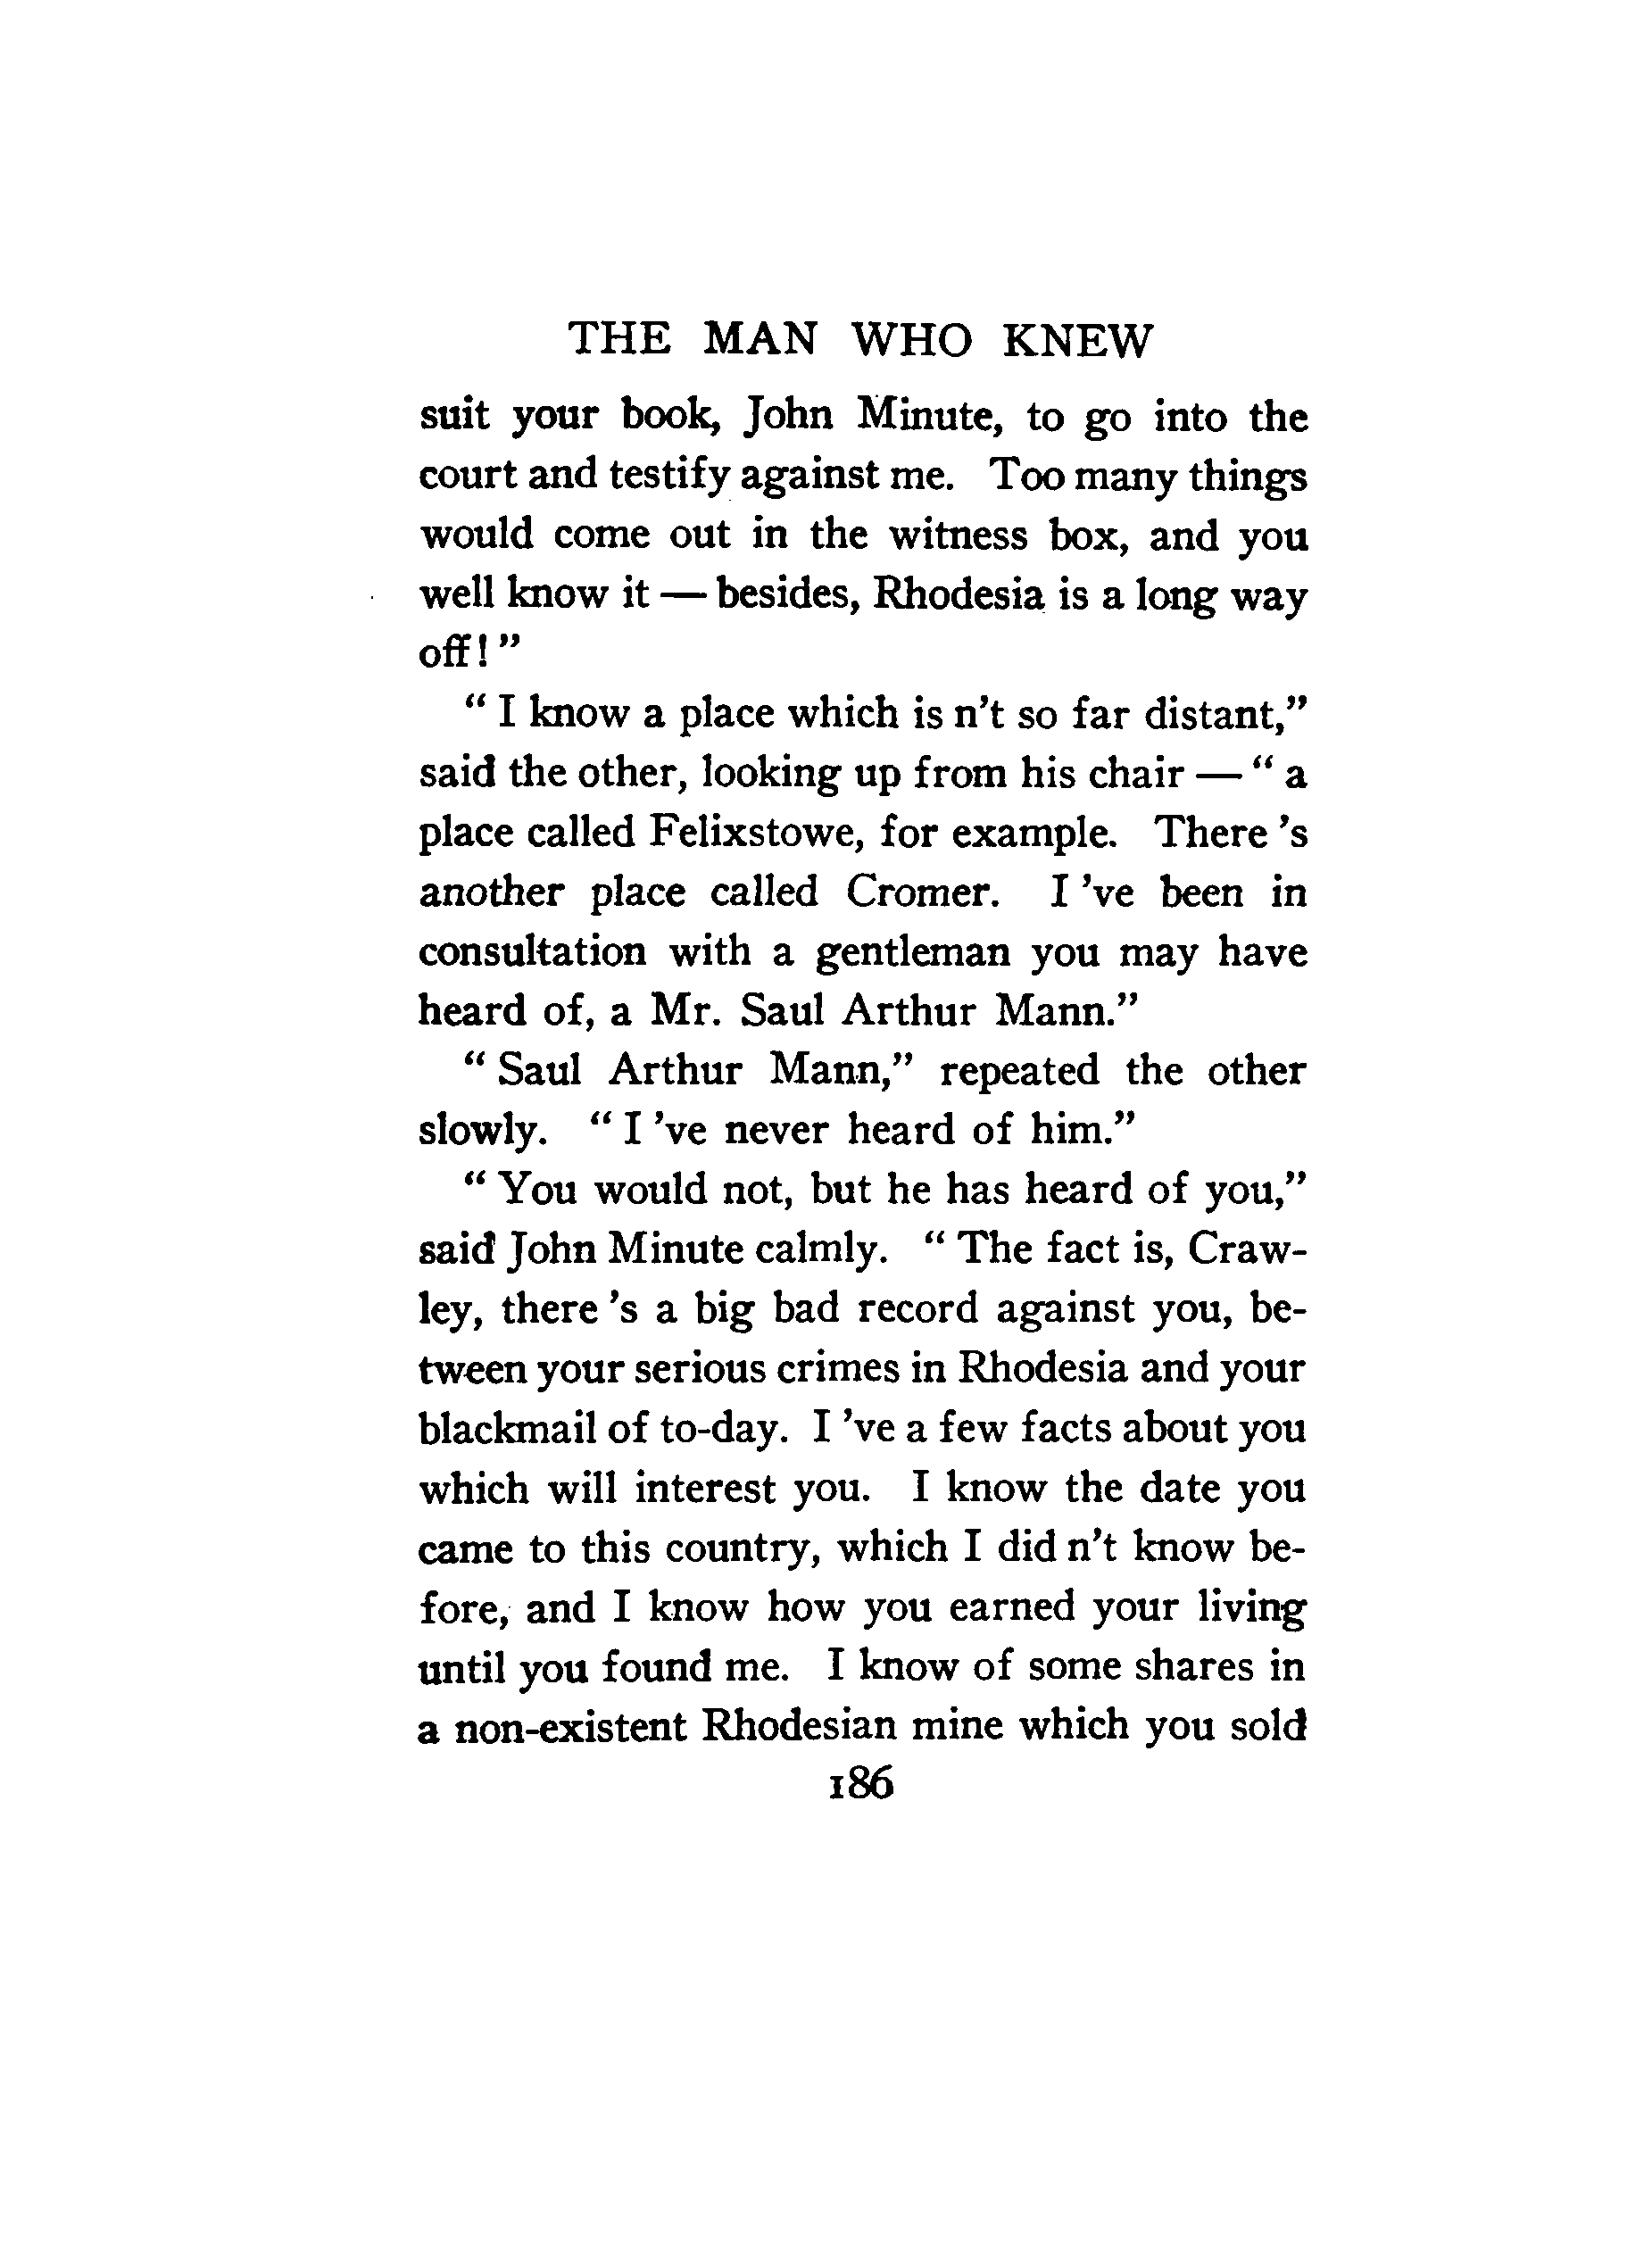 THE MAN WHO KNEW
suit your book, John Minute, to go into the
court and testify against me. Too many things
would come out in the witness box, and you
well know it — besides, Rhodesia is a long way
off!"
" I know a place which is n't so far distant,"
said the other, looking up from his chair — " a
place called Felixstowe, for example. There 's
another place called Cromer. I 've been in
consultation with a gentleman you may have
heard of, a Mr. Saul Arthur Mann."
" Saul Arthur Mann," repeated the other
slowly. " I 've never heard of him."
" You would not, but he has heard of you,"
said John Minute calmly. " The fact is, Craw-
ley, there 's a big bad record against you, be-
tween your serious crimes in Rhodesia and your
blackmail of to-day. I 've a few facts about you
which will interest you. I know the date you
came to this country, which I did n't know be-
fore, and I know how you earned your living
until you found me. I know of some shares in
a non-existent Rhodesian mine which you sold
186